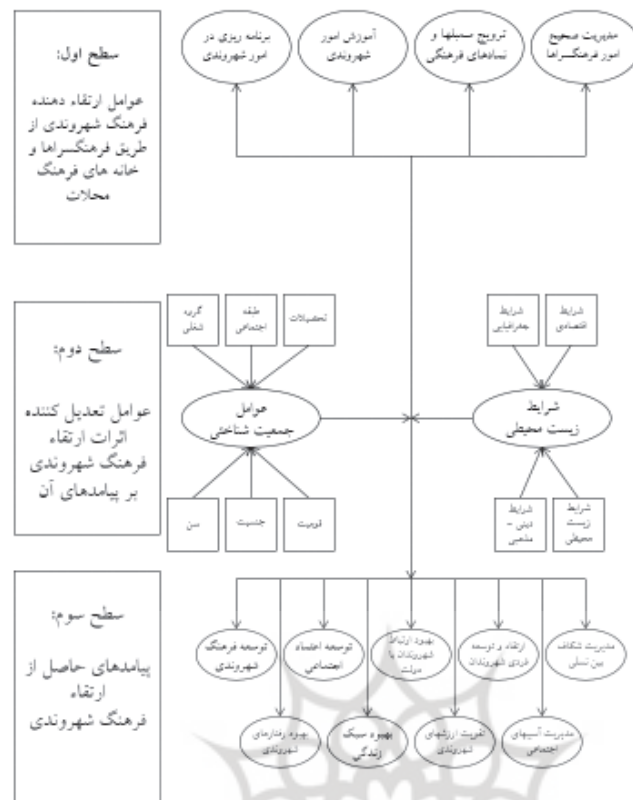 سطح اول:
عوامل ارتقاء دهنده
فرهنگ شهروندی از
طریق فرهنگسراها و
خانه های فرهنگ
محلات
مدیریت صحیح
امور فرهنگسراها
ترویج سمبلها و
نمادهای فرهنگی
آموزش امور
شهروندی
برنامه ریزی در
امور شهروندی
سطح دوم:
عوامل تعدیل کننده
اثرات ارتقاء
فرهنگ شهروندی
بر پیامدهای آن
شرایط
اقتصادی
شرایط
جغرافیایی
تحصیلات
طبقه
اجتماعی
گروه
شغلی
شرایط
زیست محیطی
عوامل
جمعیت شناختی
شرایط
زیست
محیطی
شرایط
دینی -
مذهبی
قومیت
جنسیت
سن
سطح سوم:
پیامدهای حاصل از
ارتقاء
فرهنگ شهروندی
مدیریت شکاف
بین نسلی
ارتقاء و توسعه
فردی شهروندان
بهبود ارتباط
شهروندان با
دولت
توسعه اعتماد
اجتماعی
توسعه فرهنگ
شهروندی
مدیریت آسیبهای
اجتماعی
تقویت ارزشهای
شهروندی
بهبود سبک
زندگی
بهبود رفتارهای
شهروندی